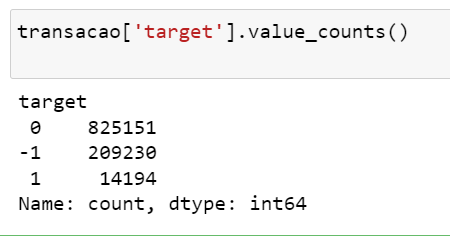 transacao['target'].value_counts()
target
0 825151
-1 209230
1 14194
Name: count, dtype: int64